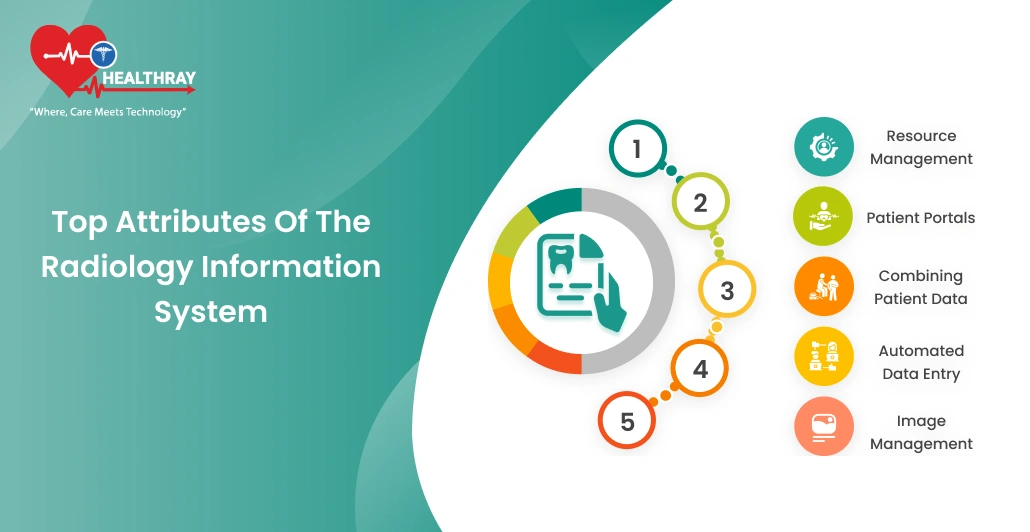 HEALTHRAY
"Where, Care Meets Technology"
Top Attributes Of The
Radiology Information
System
1
2
3
4
5
Resource
Management
Patient Portals
Combining
Patient Data
Automated
Data Entry
Image
Management